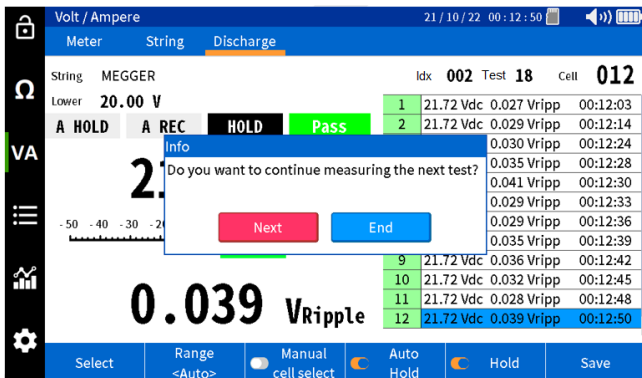 Volt / Ampere 21 / 10 / 22 00 : 12 : 50
Meter String Discharge
String MEGGER Idx 002 Test 18 Cell 012
Lower 20.00 V
A HOLD A REC HOLD Pass
Ω
VA
-50 -40 -30
Info
Do you want to continue measuring the next test?
Next End
0.039 VRipple
1 21.72 Vdc 0.027 Vripp 00:12:03
2 21.72 Vdc 0.029 Vripp 00:12:14
0.030 Vripp 00:12:24
0.035 Vripp 00:12:28
0.041 Vripp 00:12:30
0.029 Vripp 00:12:33
0.029 Vripp 00:12:36
0.035 Vripp 00:12:39
9 21.72 Vdc 0.036 Vripp 00:12:42
10 21.72 Vdc 0.032 Vripp 00:12:45
11 21.72 Vdc 0.028 Vripp 00:12:48
12 21.72 Vdc 0.039 Vripp 00:12:50
Select
Range
<Auto>
Manual
cell select
Auto
Hold
Hold
Save